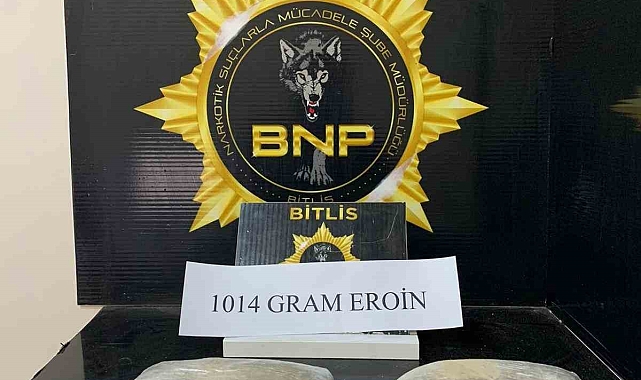 NARKOTİK SUÇLARLA MÜCADELE ŞUBE MÜDÜRLÜĞÜ
BNP
BİTLİS
BİTLİS
1014 GRAM EROİN